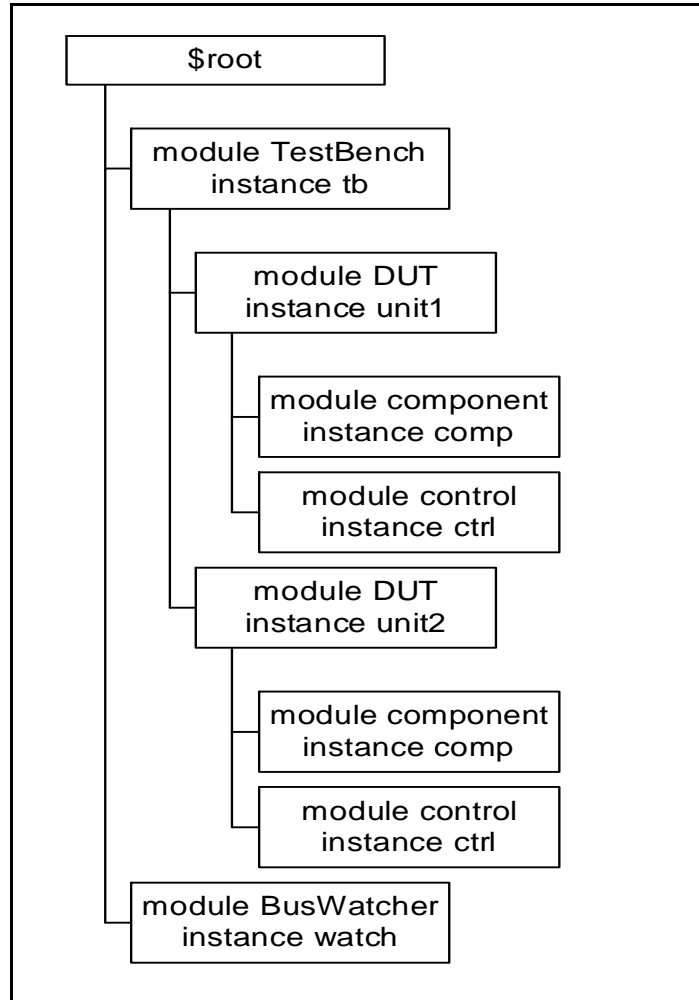 $root
module TestBench
instance tb
module DUT
instance unit1
module component
instance comp
module control
instance ctrl
module DUT
instance unit2
module component
instance comp
module control
instance ctrl
module BusWatcher
instance watch